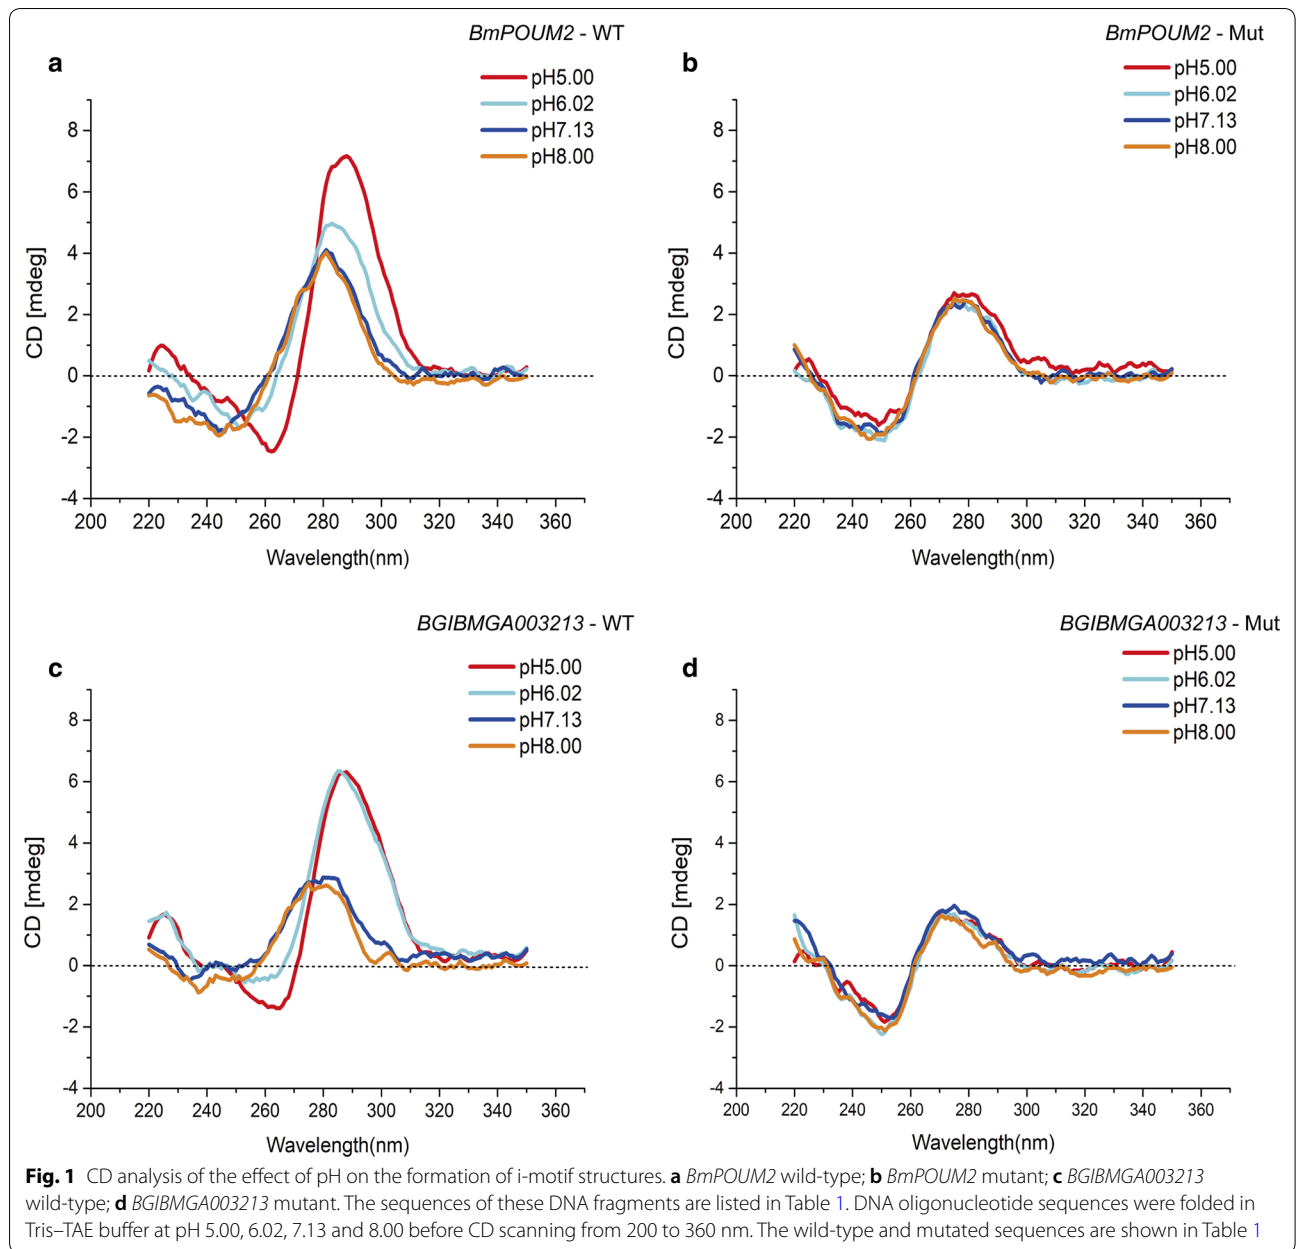 BmPOUM2 - WT
a
pH5.00
pH6.02
pH7.13
pH8.00
8
6
4
2
0
-2
-4
CD [mdeg]
200 220 240 260 280 300 320 340 360
Wavelength(nm)
BmPOUM2 - Mut
b
pH5.00
pH6.02
pH7.13
pH8.00
8
6
4
2
0
-2
-4
CD [mdeg]
200 220 240 260 280 300 320 340 360
Wavelength(nm)
BGIBMGA003213 - WT
c
pH5.00
pH6.02
pH7.13
pH8.00
8
6
4
2
0
-2
-4
CD [mdeg]
200 220 240 260 280 300 320 340 360
Wavelength(nm)
BGIBMGA003213 - Mut
d
pH5.00
pH6.02
pH7.13
pH8.00
8
6
4
2
0
-2
-4
CD [mdeg]
200 220 240 260 280 300 320 340 360
Wavelength(nm)
Fig. 1 CD analysis of the effect of pH on the formation of i-motif structures. a BmPOUM2 wild-type; b BmPOUM2 mutant; c BGIBMGA003213
wild-type; d BGIBMGA003213 mutant. The sequences of these DNA fragments are listed in Table 1. DNA oligonucleotide sequences were folded in
Tris–TAE buffer at pH 5.00, 6.02, 7.13 and 8.00 before CD scanning from 200 to 360 nm. The wild-type and mutated sequences are shown in Table 1